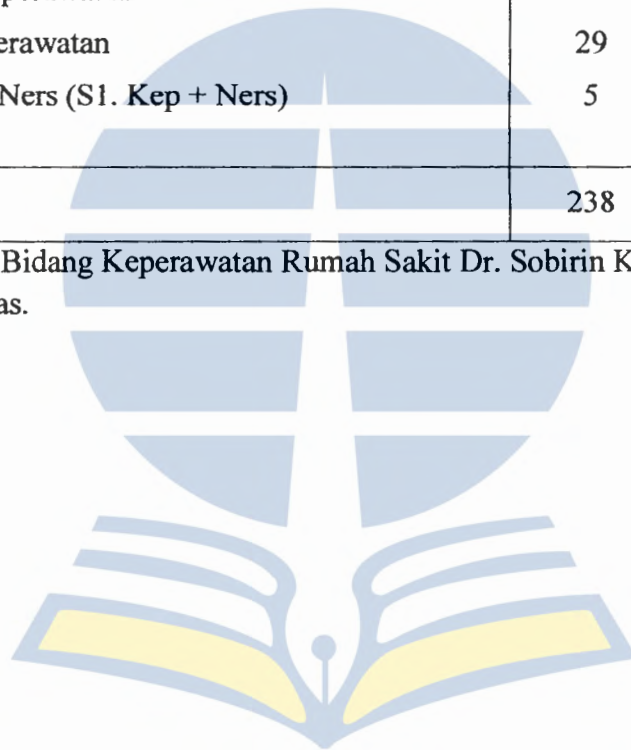 erawatan 29
Ners (S1. Kep + Ners) 5
238
Bidang Keperawatan Rumah Sakit Dr. Sobirin K
as.